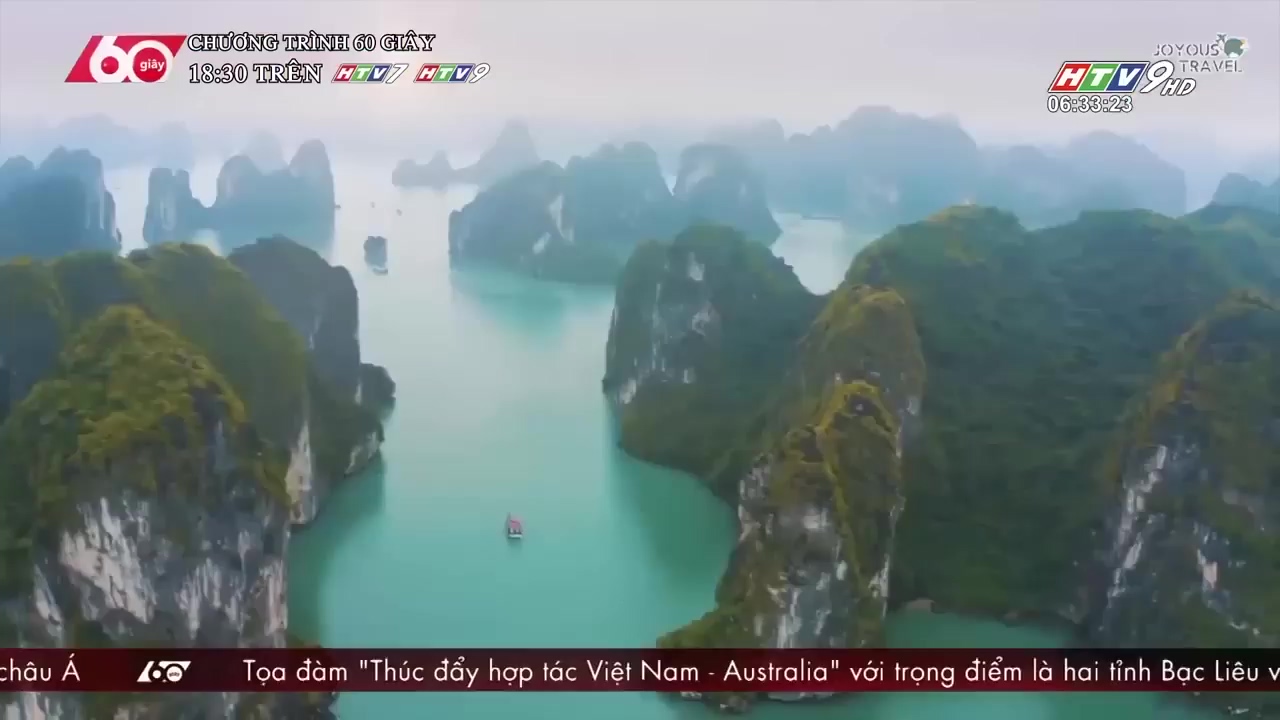 60 giây
CHƯƠNG TRÌNH 60 GIÂY
18:30 TRÊN HTV7 HTV9
JOYOUS
TRAVEL
HTV9 HD
06:33:23
châu Á 60 giây Tọa đàm "Thúc đẩy hợp tác Việt Nam - Australia" với trọng điểm là hai tỉnh Bạc Liêu v